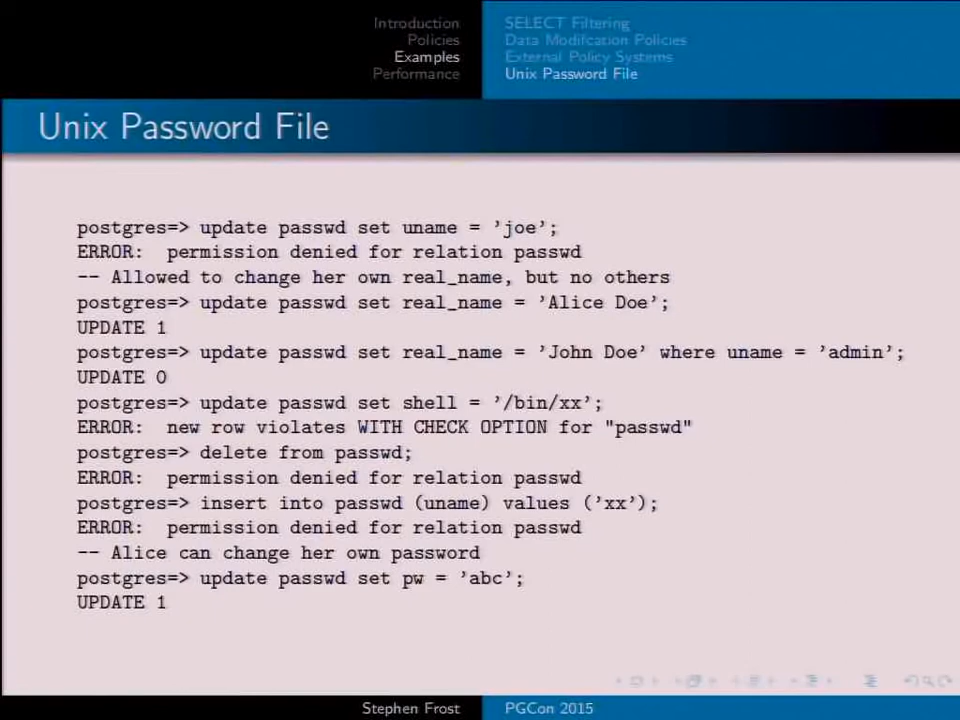 Introduction
Policies
Examples
Performance
SELECT Filtering
Data Modifcation Policies
External Policy Systems
Unix Password File
Unix Password File
postgres=> update passwd set uname = 'joe';
ERROR:  permission denied for relation passwd
-- Allowed to change her own real_name, but no others
postgres=> update passwd set real_name = 'Alice Doe';
UPDATE 1
postgres=> update passwd set real_name = 'John Doe' where uname = 'admin';
UPDATE 0
postgres=> update passwd set shell = '/bin/xx';
ERROR:  new row violates WITH CHECK OPTION for "passwd"
postgres=> delete from passwd;
ERROR:  permission denied for relation passwd
postgres=> insert into passwd (uname) values ('xx');
ERROR:  permission denied for relation passwd
-- Alice can change her own password
postgres=> update passwd set pw = 'abc';
UPDATE 1
Stephen Frost
PGCon 2015